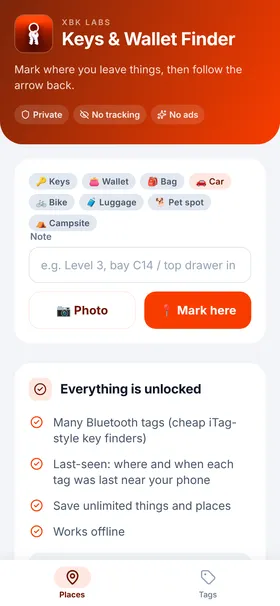 XBK LABS
Keys & Wallet Finder
Mark where you leave things, then follow the
arrow back.
Private No tracking No ads
🔑 Keys 👛 Wallet 🎒 Bag 🚗 Car
🚲 Bike 🧳 Luggage 🐕 Pet spot
⛺ Campsite
Note
e.g. Level 3, bay C14 / top drawer in
📷 Photo 📍 Mark here
Everything is unlocked
Many Bluetooth tags (cheap iTag-
style key finders)
Last-seen: where and when each
tag was last near your phone
Save unlimited things and places
Works offline
Places Tags